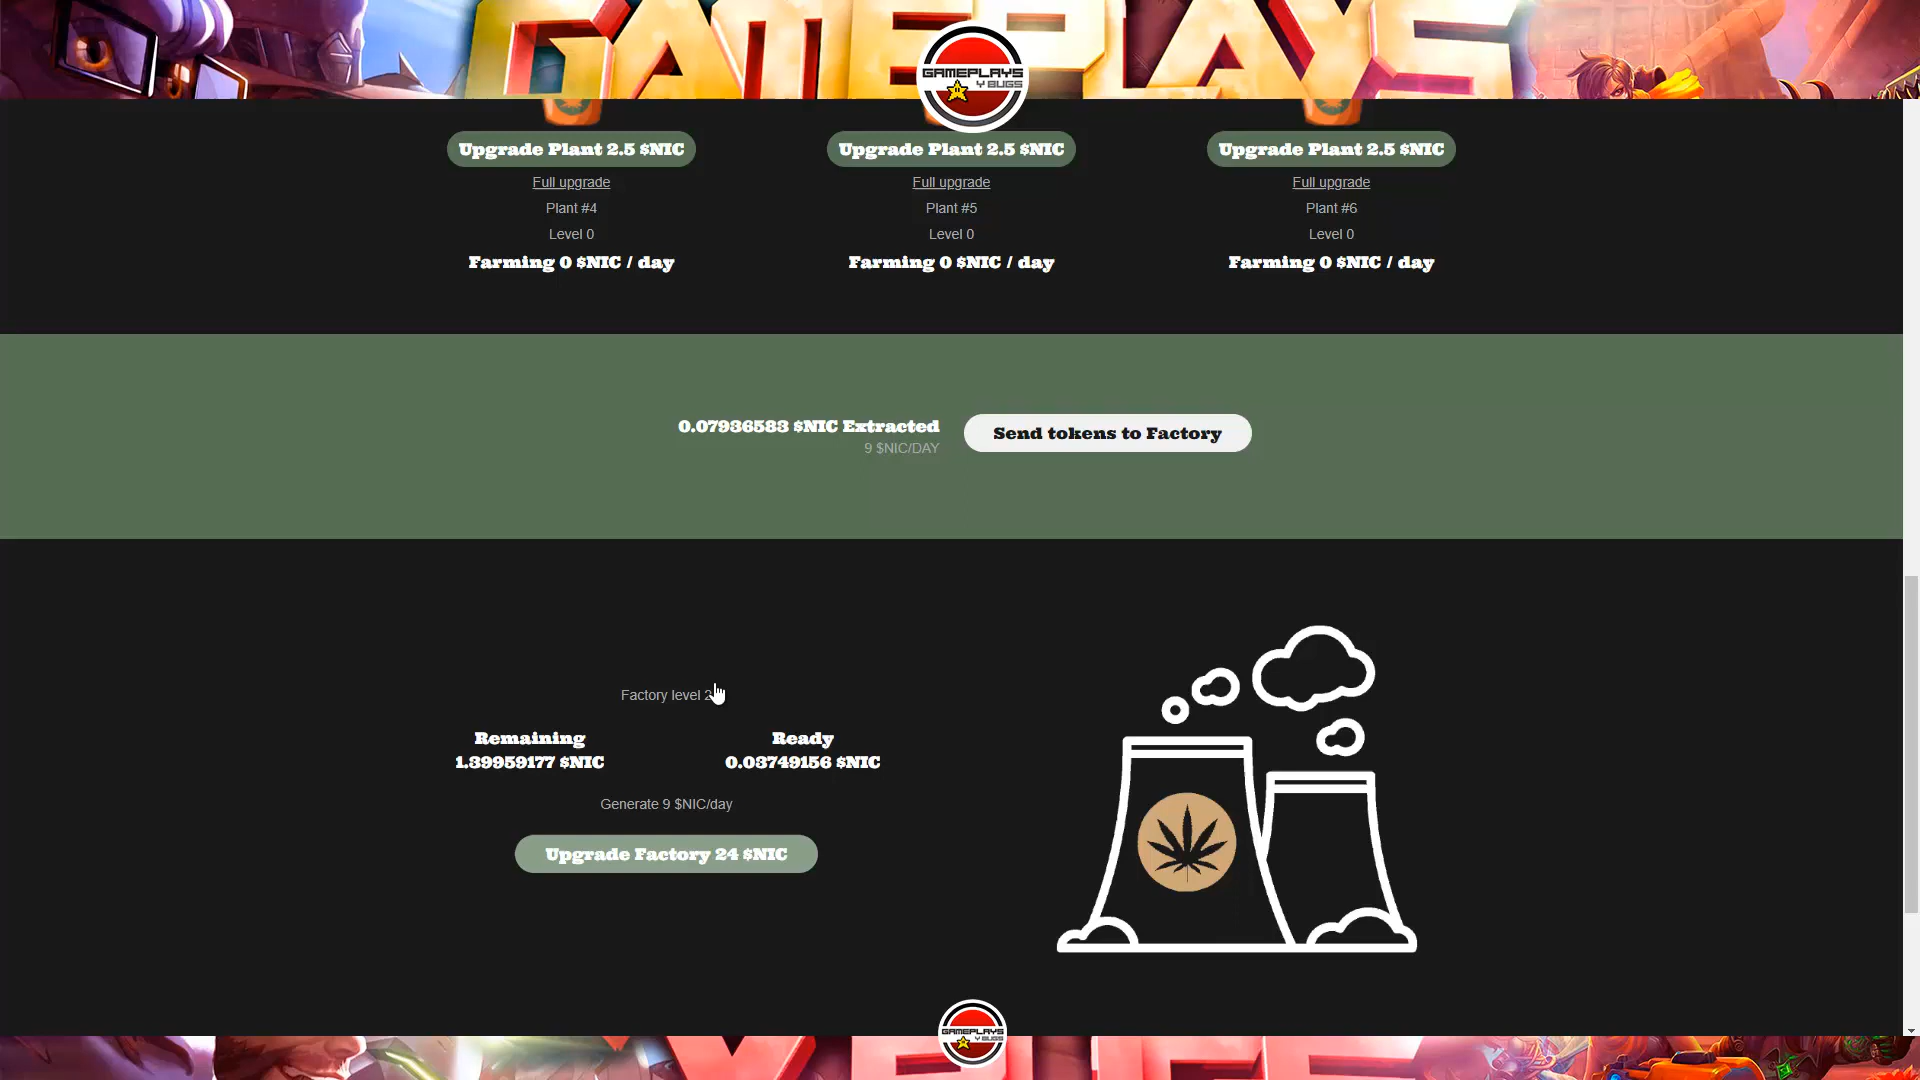 GAMEPLAYS
GAMEPLAYS
Y BUGS
Upgrade Plant 2.5 $NIC
Upgrade Plant 2.5 $NIC
Upgrade Plant 2.5 $NIC
Full upgrade
Full upgrade
Full upgrade
Plant #4
Plant #5
Plant #6
Level 0
Level 0
Level 0
Farming 0 $NIC / day
Farming 0 $NIC / day
Farming 0 $NIC / day
0.07936583 $NIC Extracted
9 $NIC/DAY
Send tokens to Factory
Factory level 2
Remaining
Ready
1.39959177 $NIC
0.03749156 $NIC
Generate 9 $NIC/day
Upgrade Factory 24 $NIC
GAMEPLAYS
Y BUGS